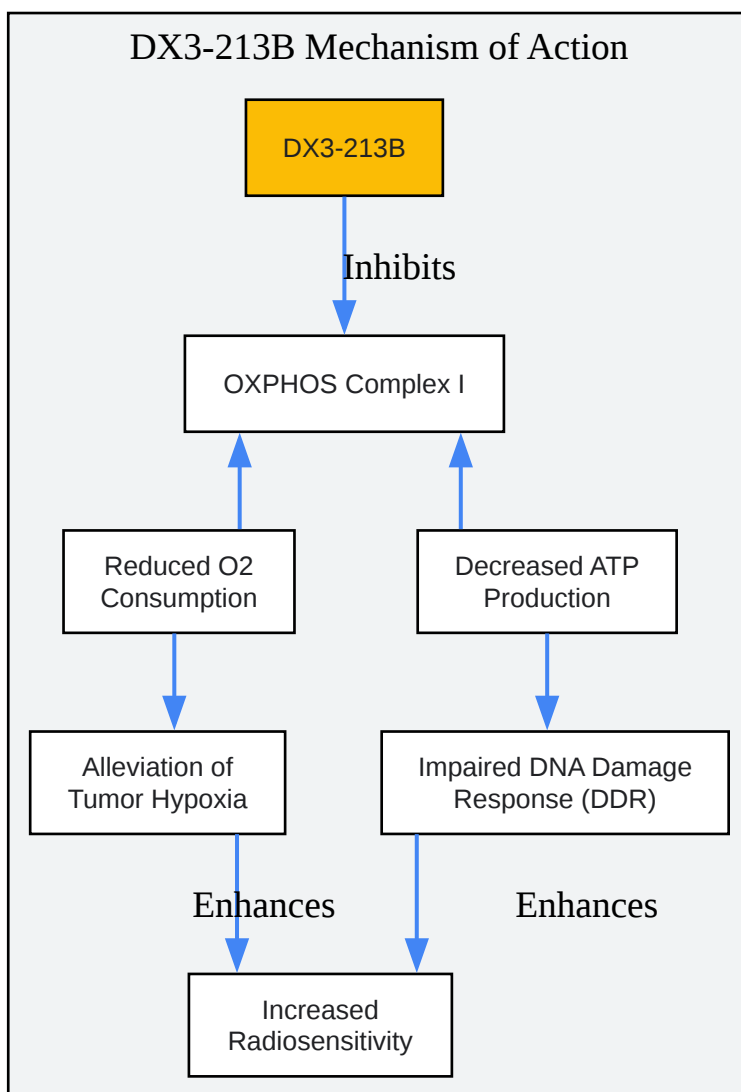 DX3-213B Mechanism of Action
DX3-213B
Inhibits
OXPHOS Complex I
Reduced O2
Consumption
Decreased ATP
Production
Alleviation of
Tumor Hypoxia
Impaired DNA Damage
Response (DDR)
Enhances
Enhances
Increased
Radiosensitivity